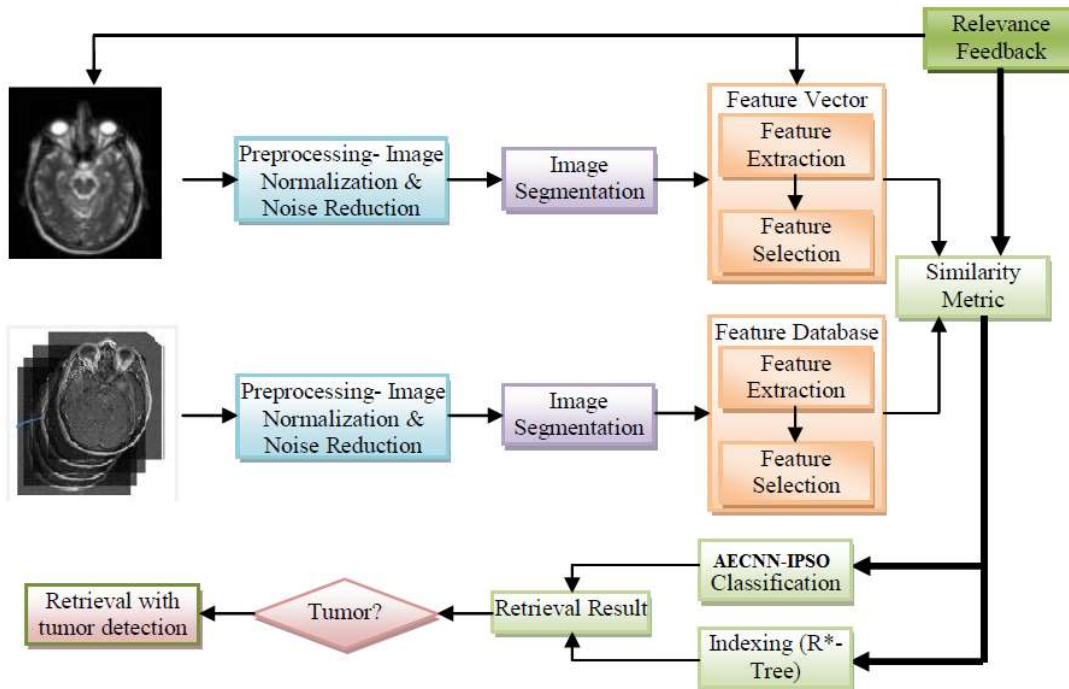 Relevance
Feedback
Feature Vector
Preprocessing- Image
Normalization &
Noise Reduction
Image
Segmentation
Feature
Extraction
Feature
Selection
Similarity
Metric
Feature Database
Preprocessing- Image
Normalization &
Noise Reduction
Image
Segmentation
Feature
Extraction
Feature
Selection
AECNN-IPSO
Classification
Retrieval with
tumor detection
Tumor?
Retrieval Result
Indexing (R*-
Tree)